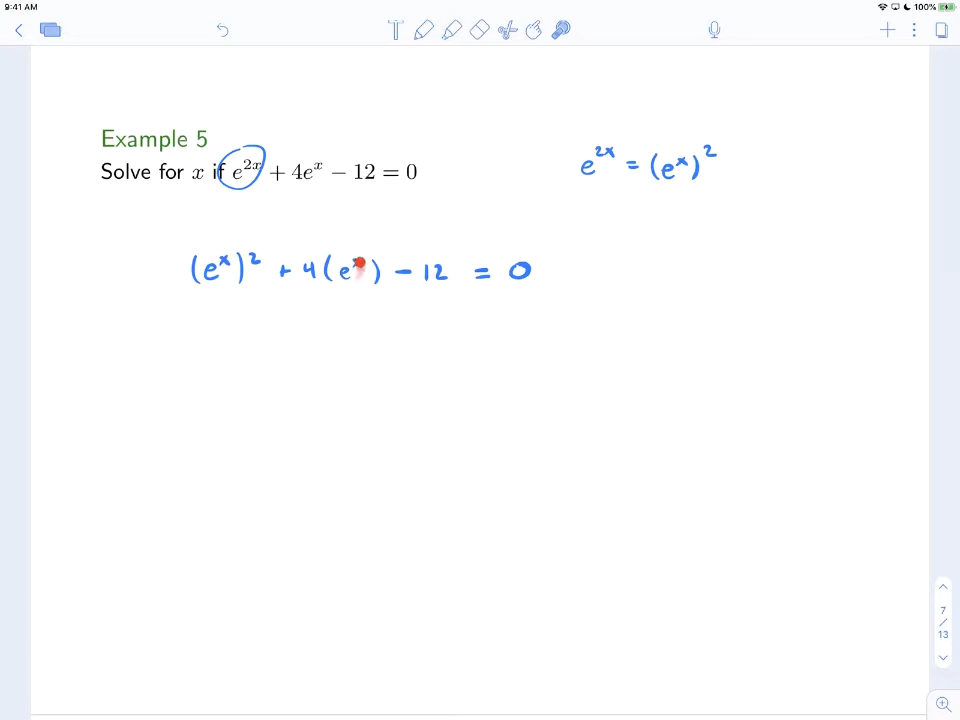 9:41 AM
100%
Example 5
Solve for x if e^{2x} + 4e^x − 12 = 0
e^{2x} = (e^x)^2
(e^x)^2 + 4(e^x) − 12 = 0
7
/
13